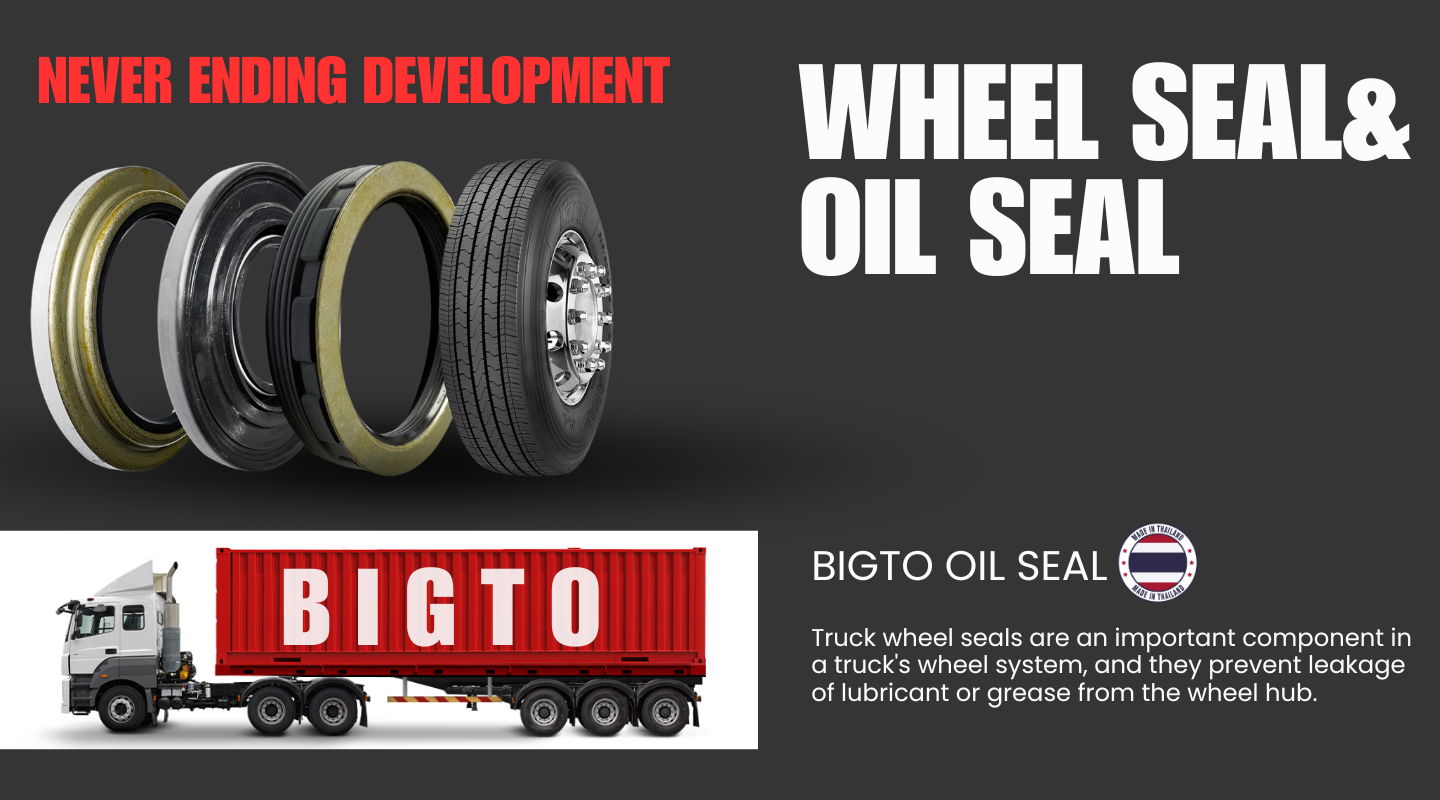 NEVER ENDING DEVELOPMENT
WHEEL SEAL&
OIL SEAL
BIGTO
BIGTO OIL SEAL
MADE IN THAILAND
MADE IN THAILAND
Truck wheel seals are an important component in
a truck's wheel system, and they prevent leakage
of lubricant or grease from the wheel hub.